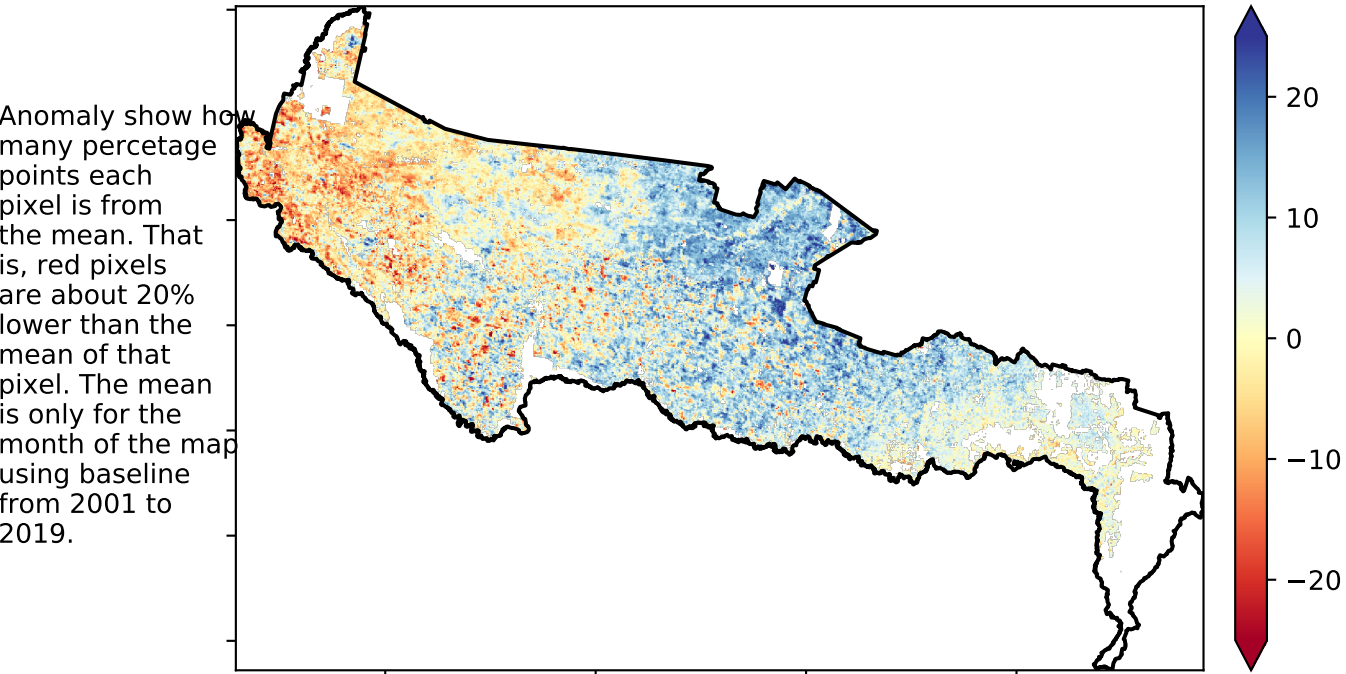 Anomaly show how
many percetage
points each
pixel is from
the mean. That
is, red pixels
are about 20%
lower than the
mean of that
pixel. The mean
is only for the
month of the map
using baseline
from 2001 to
2019.
20
10
0
−10
−20